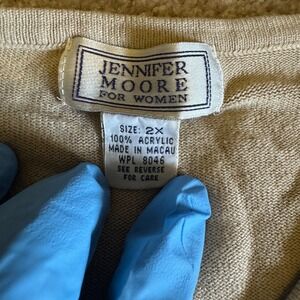 JENNIFER
MOORE
FOR WOMEN
SIZE: 2X
100% ACRYLIC
MADE IN MACAU
WPL 8046
SEE REVERSE
FOR CARE